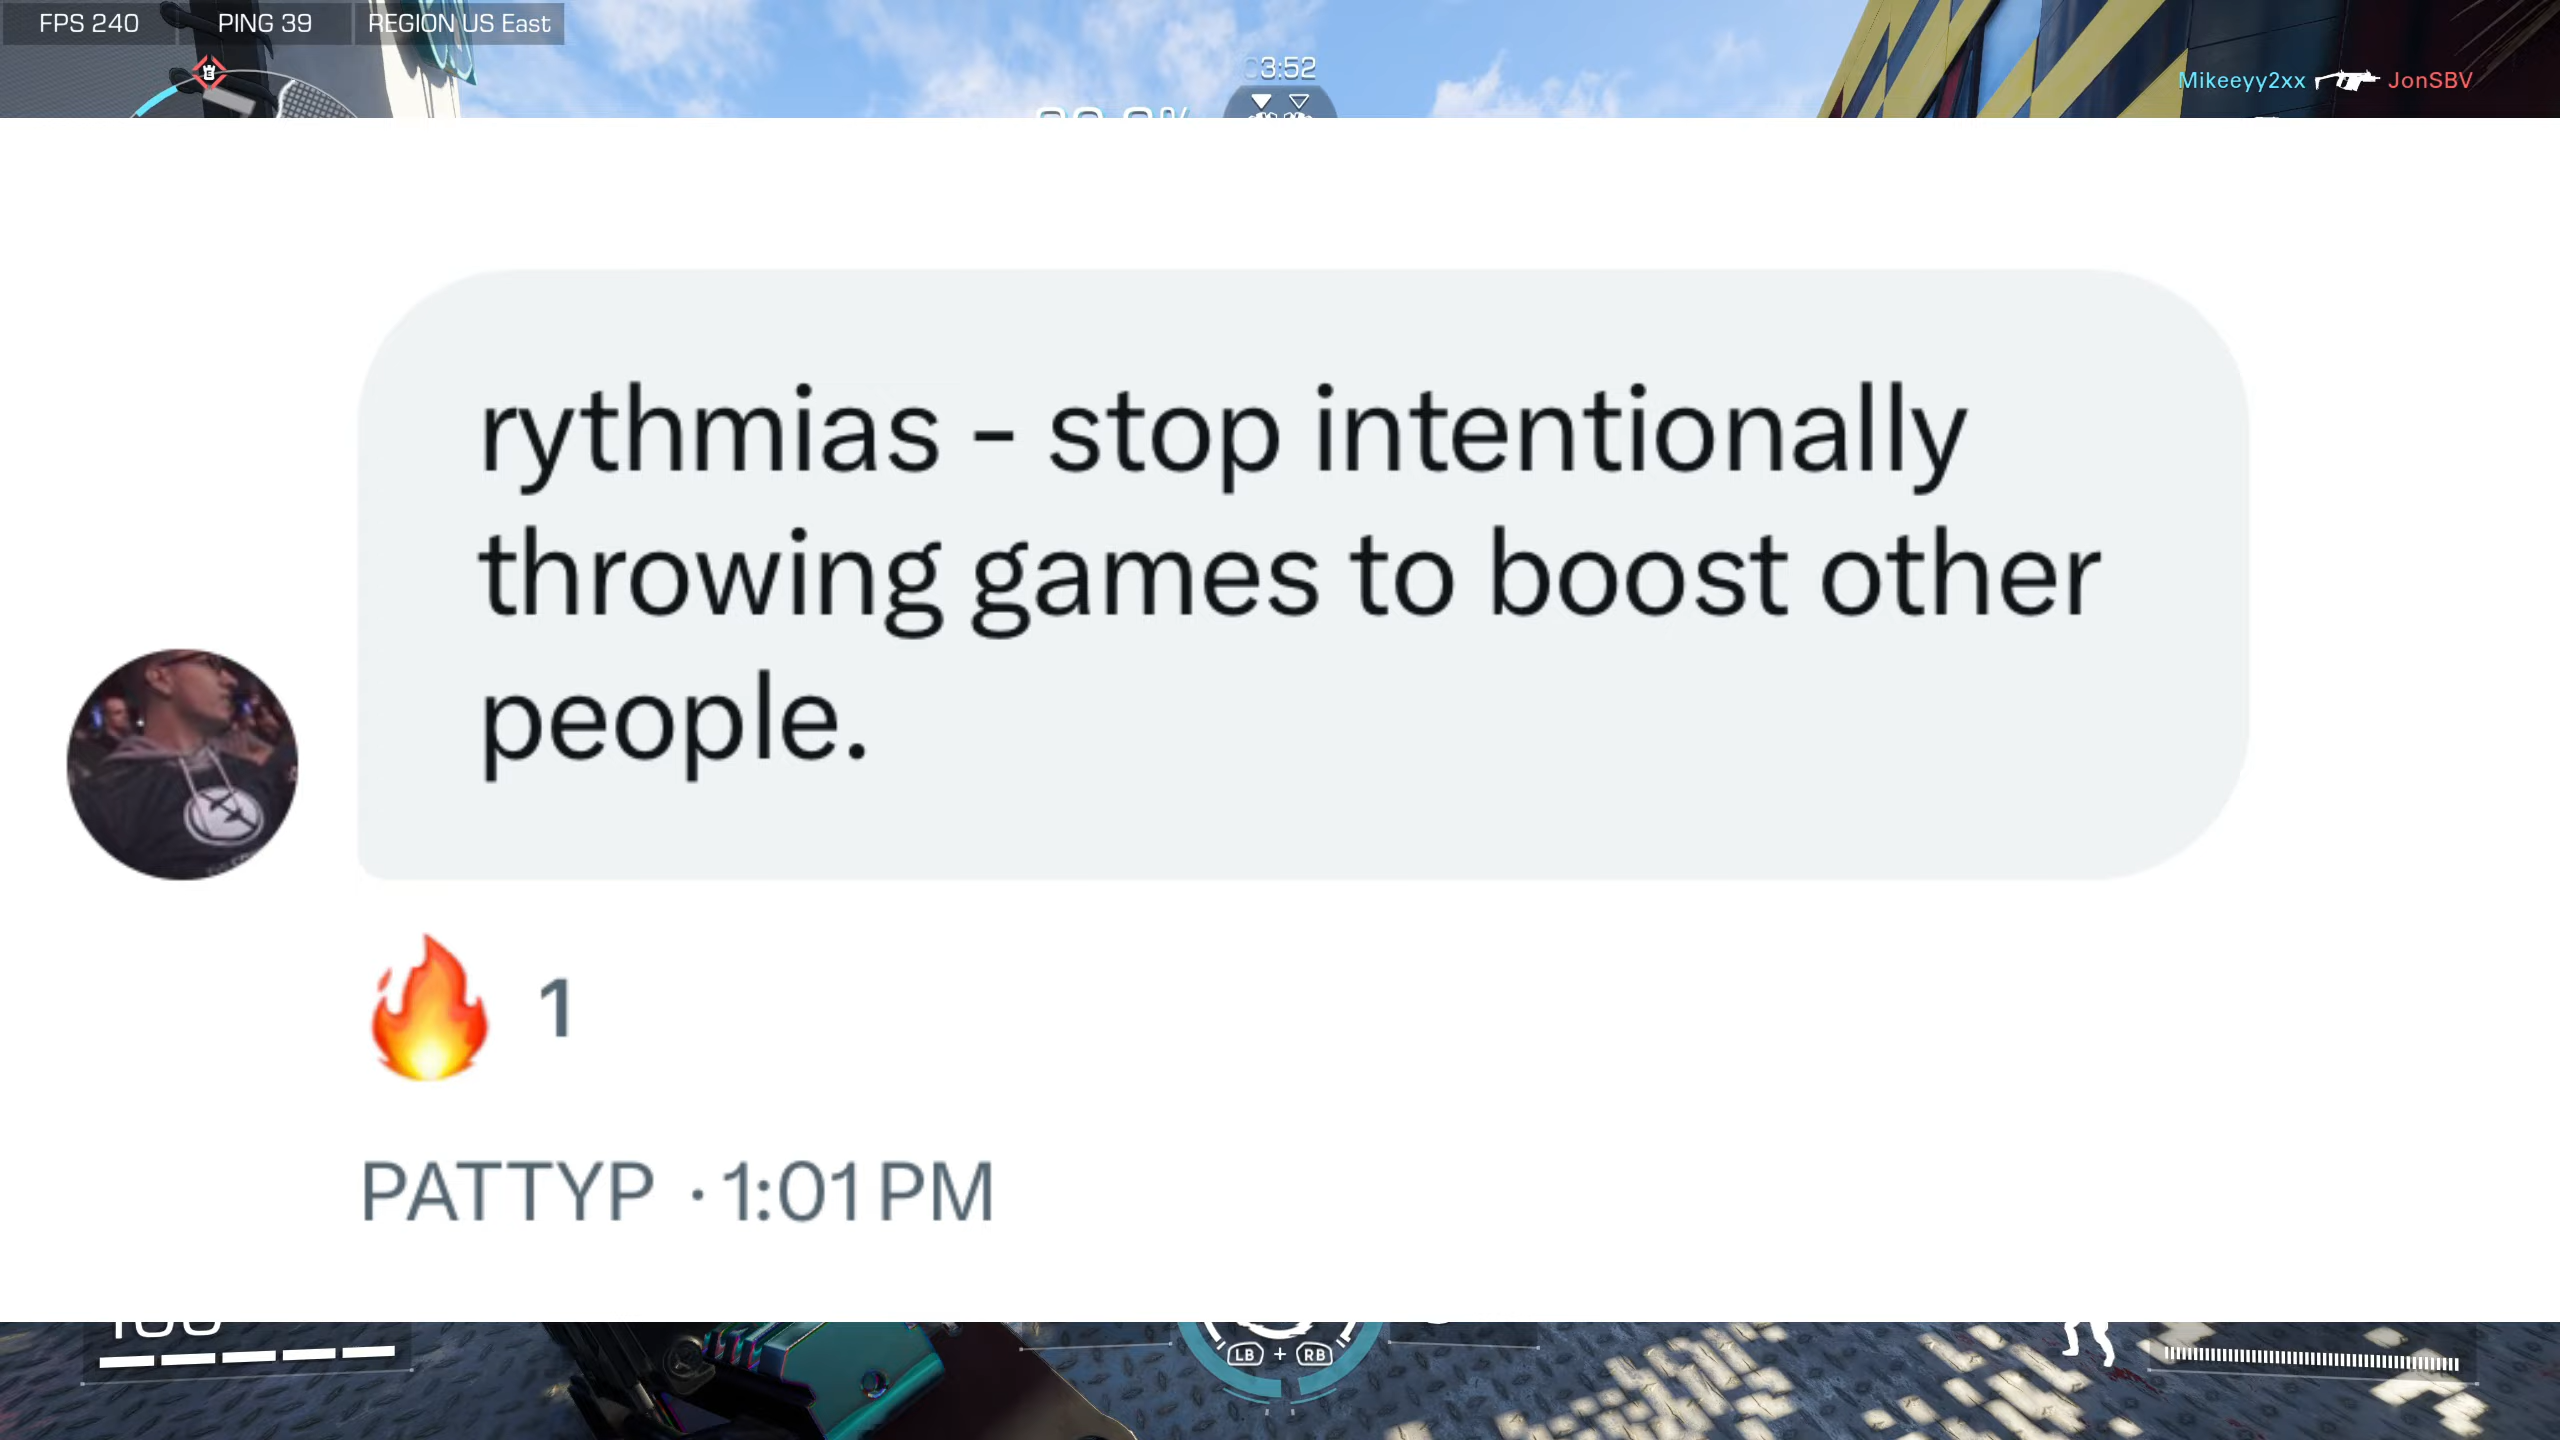 FPS 240 PING 39 REGION US East
3:52
Mikeeyy2xx JonSBV
rythmias - stop intentionally
throwing games to boost other
people.
1
PATTYP · 1:01 PM
LB + RB